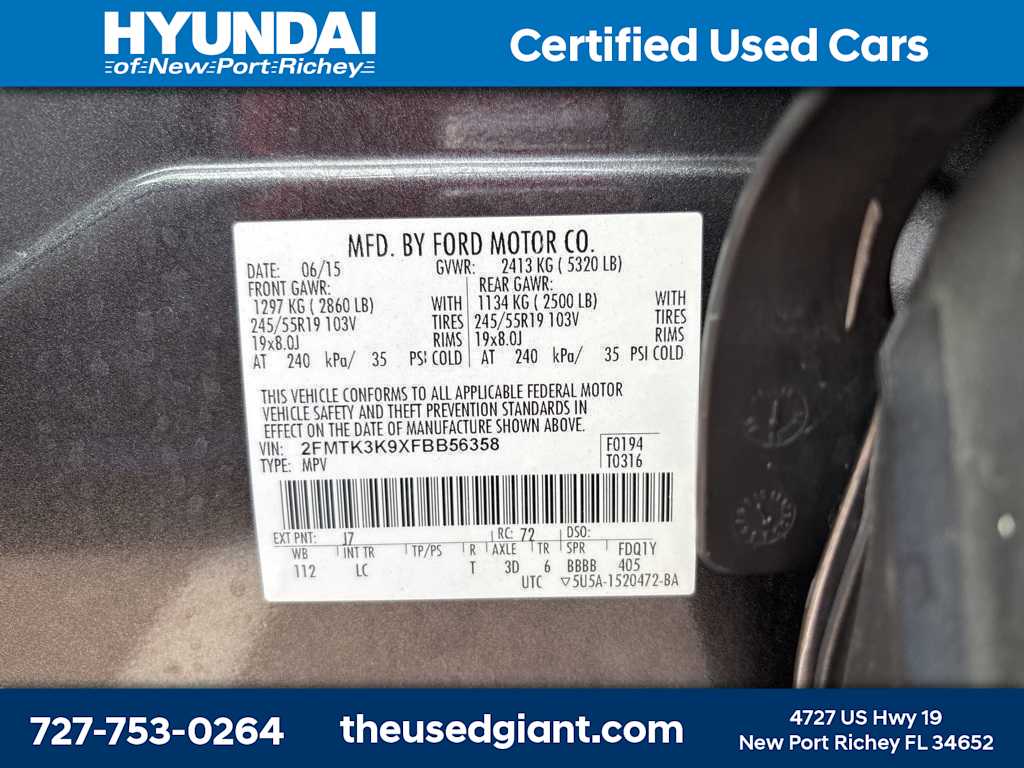 HYUNDAI
of New Port Richey
Certified Used Cars
MFD. BY FORD MOTOR CO.
DATE: 06/15 GVWR: 2413 KG ( 5320 LB)
FRONT GAWR: REAR GAWR:
1297 KG ( 2860 LB) WITH 1134 KG ( 2500 LB) WITH
245/55R19 103V TIRES 245/55R19 103V TIRES
19x8.0J RIMS 19x8.0J RIMS
AT 240 kPa/ 35 PSI COLD AT 240 kPa/ 35 PSI COLD
THIS VEHICLE CONFORMS TO ALL APPLICABLE FEDERAL MOTOR
VEHICLE SAFETY AND THEFT PREVENTION STANDARDS IN
EFFECT ON THE DATE OF MANUFACTURE SHOWN ABOVE.
VIN: 2FMTK3K9XFBB56358 F0194
TYPE: MPV T0316
EXT PNT: J7 RC: 72 DSO:
WB INT TR TP/PS R AXLE TR SPR FDQ1Y
112 LC T 3D 6 BBBB 405
UTC ▽5U5A-1520472-BA
727-753-0264
theusedgiant.com
4727 US Hwy 19
New Port Richey FL 34652